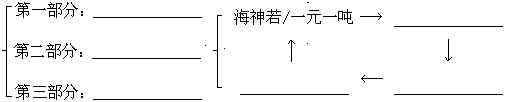 第一部分：
海神若/一元一吨 →
第二部分：
↑ ↓
第三部分：
←